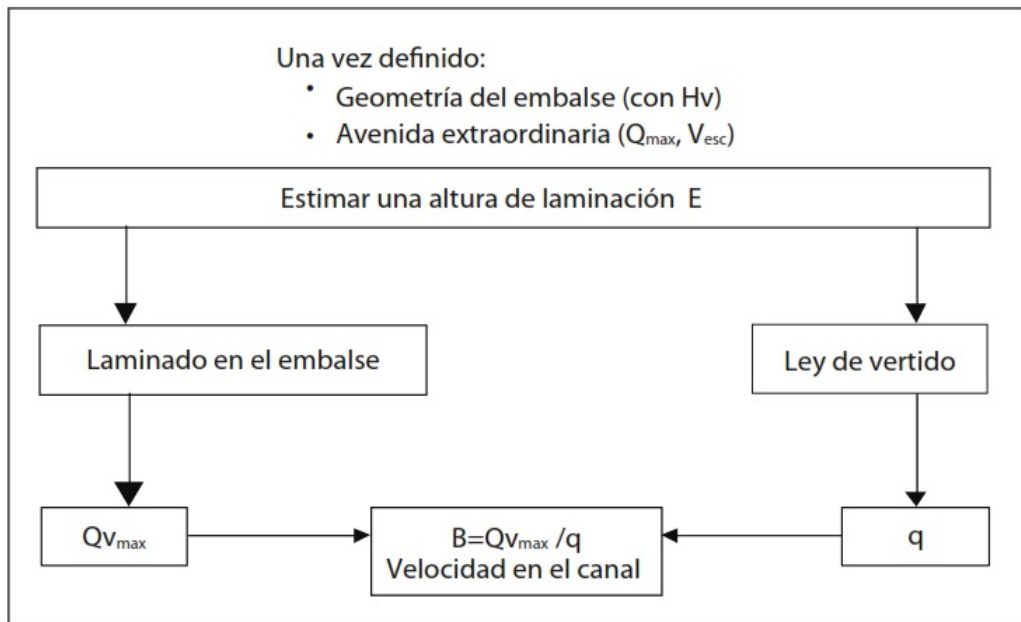 Una vez definido:
• Geometría del embalse (con Hv)
• Avenida extraordinaria (Qmax, Vesc)
Estimar una altura de laminación E
Laminado en el embalse
Ley de vertido
Qvmax
B=Qvmax /q
Velocidad en el canal
q